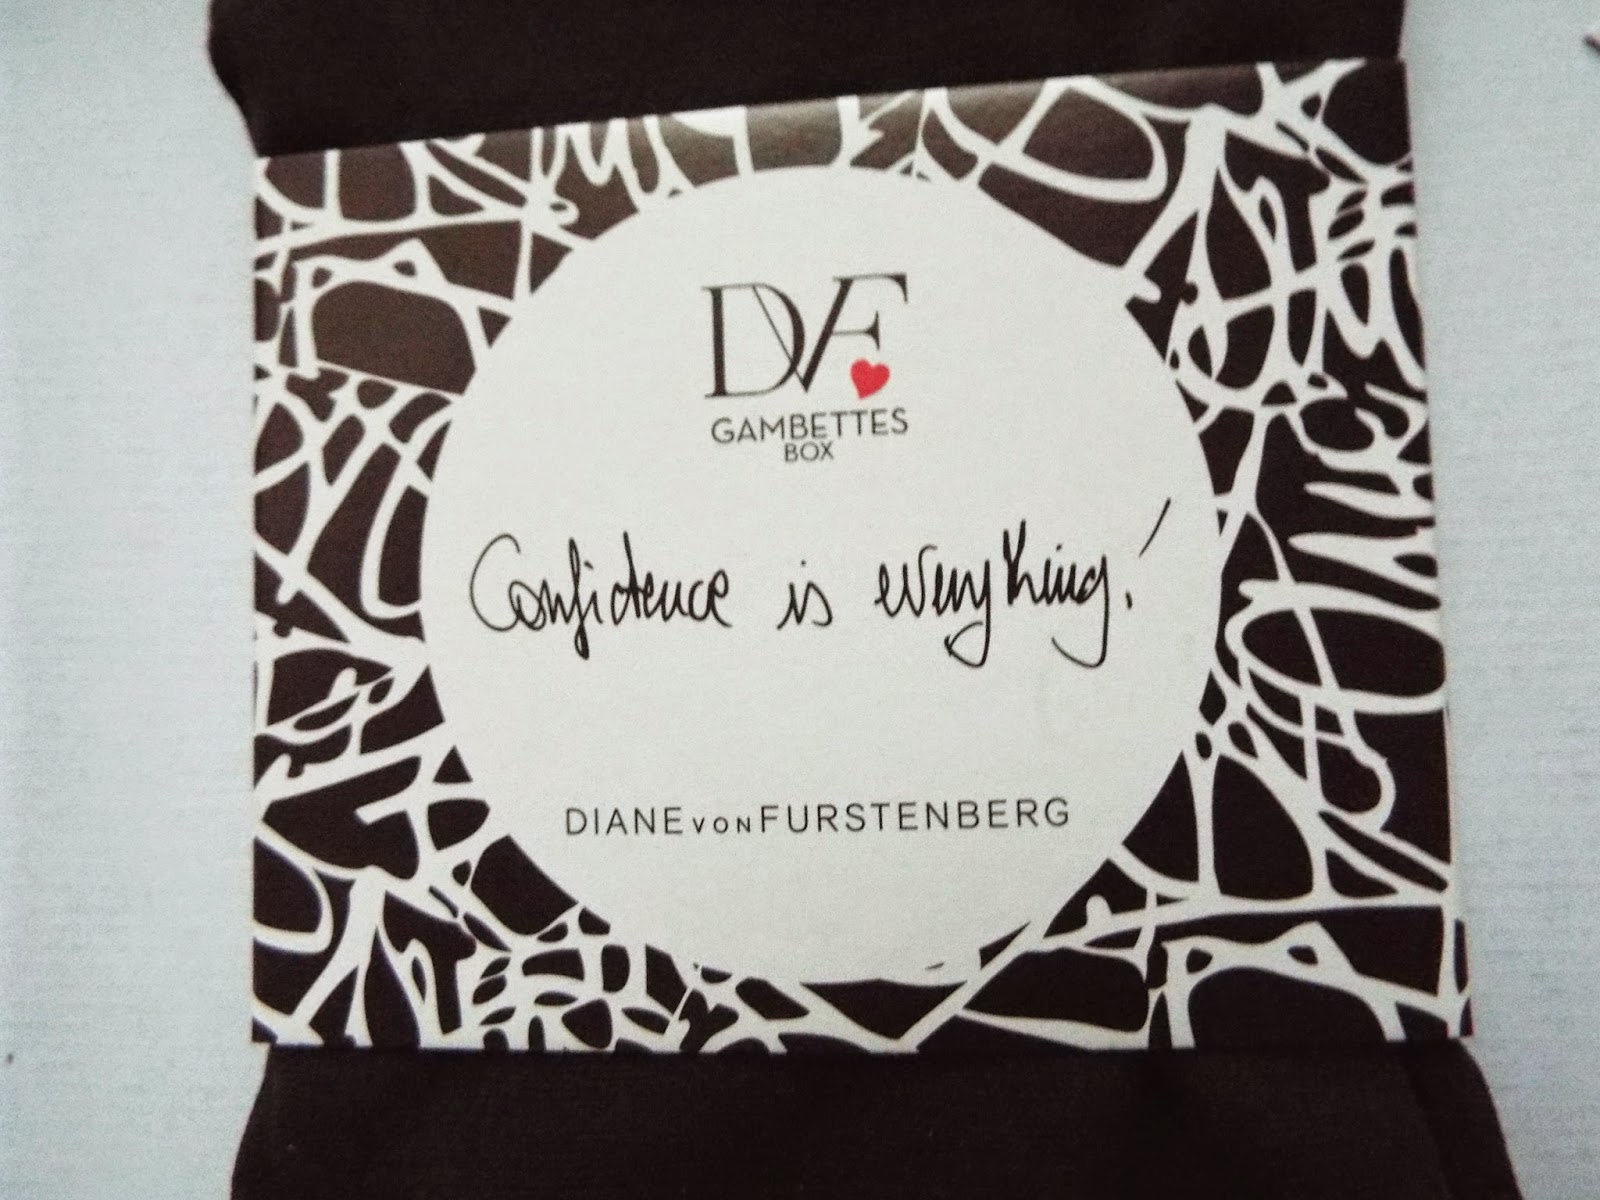 DVF
GAMBETTES
BOX
Confidence is everything!
DIANE VON FURSTENBERG